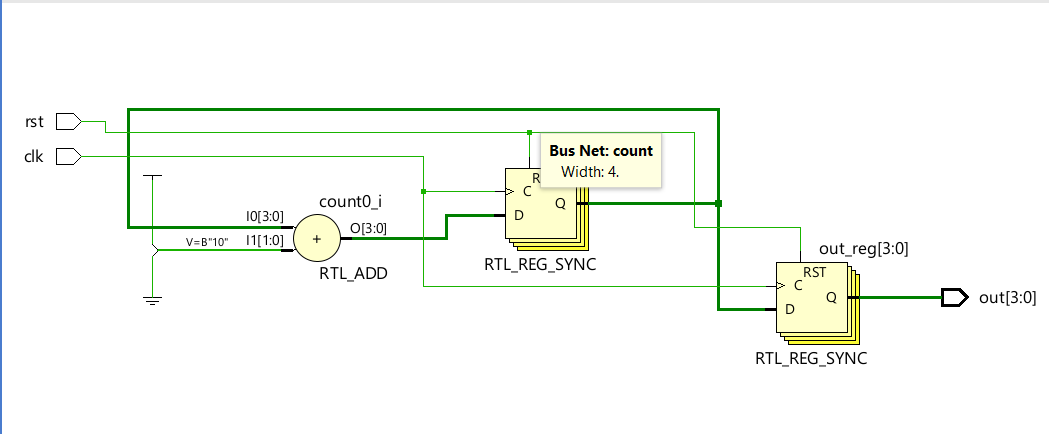 rst
Bus Net: count
Width: 4.
clk
R
C
Q
D
RTL_REG_SYNC
count0_i
I0[3:0]
O[3:0]
V=B"10"
I1[1:0]
+
RTL_ADD
out_reg[3:0]
RST
C
Q
D
RTL_REG_SYNC
out[3:0]